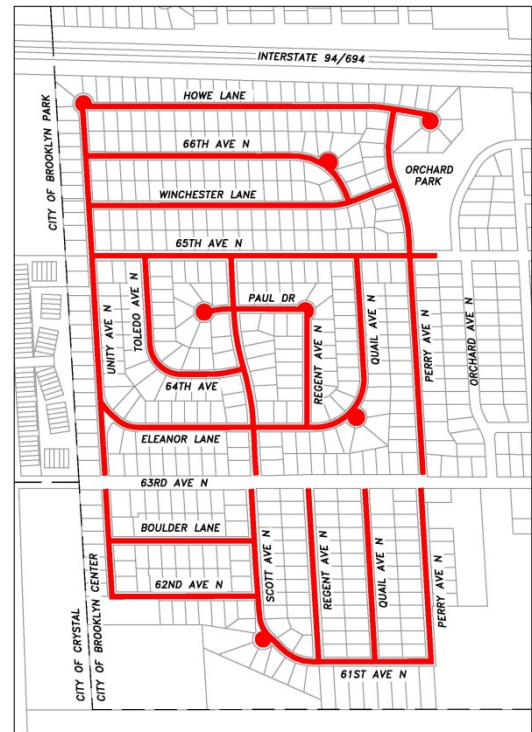 INTERSTATE 94/694
HOWE LANE
CITY OF BROOKLYN PARK
66TH AVE N
ORCHARD
PARK
WINCHESTER LANE
65TH AVE N
UNITY AVE N
TOLEDO AVE N
PAUL DR
REGENT AVE N
QUAIL AVE N
PERRY AVE N
ORCHARD AVE N
64TH AVE
ELEANOR LANE
63RD AVE N
BOULDER LANE
SCOTT AVE N
REGENT AVE N
QUAIL AVE N
PERRY AVE N
62ND AVE N
CITY OF CRYSTAL
CITY OF BROOKLYN CENTER
61ST AVE N